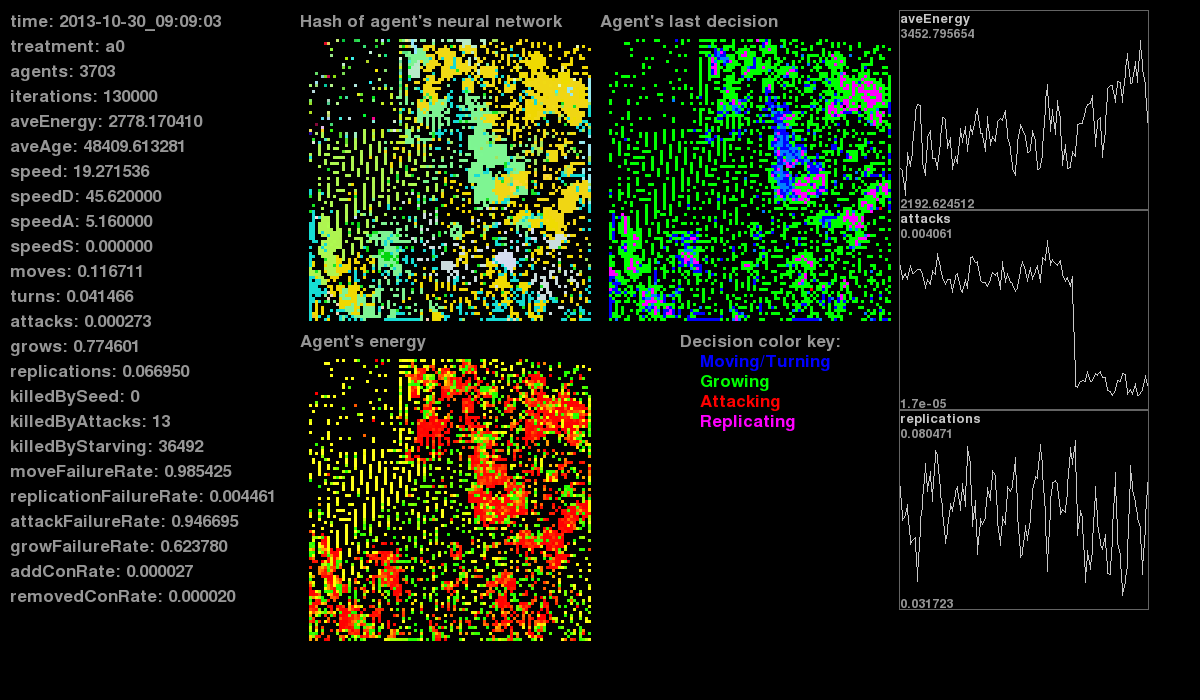 time: 2013-10-30_09:09:03
treatment: a0
agents: 3703
iterations: 130000
aveEnergy: 2778.170410
aveAge: 48409.613281
speed: 19.271536
speedD: 45.620000
speedA: 5.160000
speedS: 0.000000
moves: 0.116711
turns: 0.041466
attacks: 0.000273
grows: 0.774601
replications: 0.066950
killedBySeed: 0
killedByAttacks: 13
killedByStarving: 36492
moveFailureRate: 0.985425
replicationFailureRate: 0.004461
attackFailureRate: 0.946695
growFailureRate: 0.623780
addConRate: 0.000027
removedConRate: 0.000020
Hash of agent's neural network
Agent's last decision
Agent's energy
Decision color key:
Moving/Turning
Growing
Attacking
Replicating
aveEnergy
3452.795654
2192.624512
attacks
0.004061
1.7e-05
replications
0.080471
0.031723